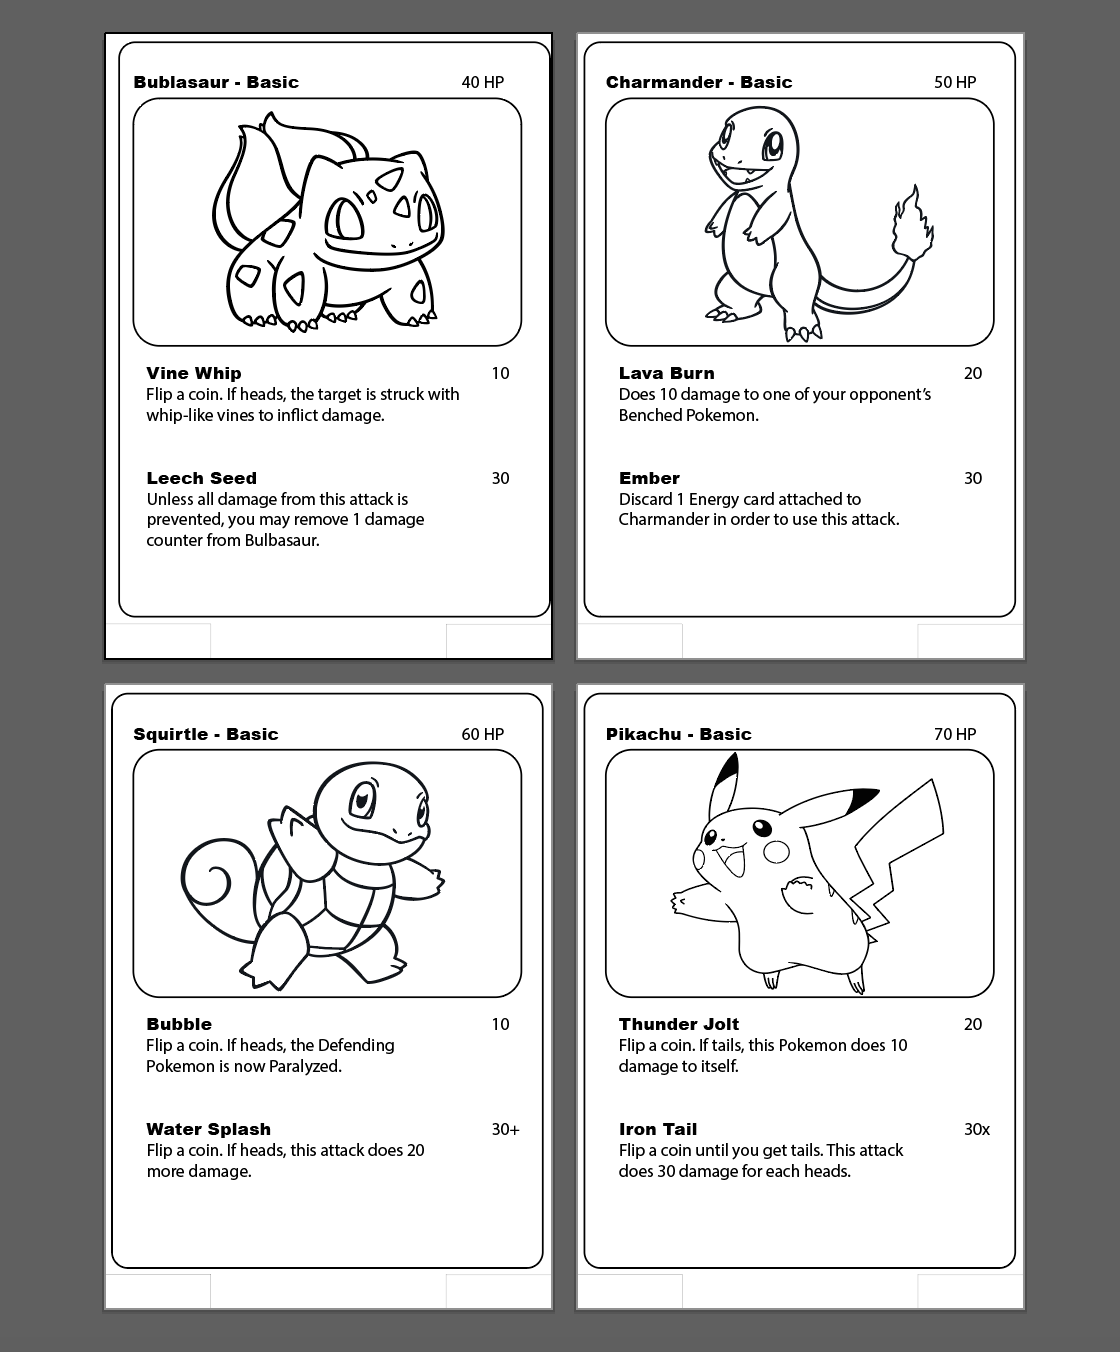 Bublasaur - Basic 40 HP
Vine Whip 10
Flip a coin. If heads, the target is struck with
whip-like vines to inflict damage.
Leech Seed 30
Unless all damage from this attack is
prevented, you may remove 1 damage
counter from Bulbasaur.
Charmander - Basic 50 HP
Lava Burn 20
Does 10 damage to one of your opponent’s
Benched Pokemon.
Ember 30
Discard 1 Energy card attached to
Charmander in order to use this attack.
Squirtle - Basic 60 HP
Bubble 10
Flip a coin. If heads, the Defending
Pokemon is now Paralyzed.
Water Splash 30+
Flip a coin. If heads, this attack does 20
more damage.
Pikachu - Basic 70 HP
Thunder Jolt 20
Flip a coin. If tails, this Pokemon does 10
damage to itself.
Iron Tail 30x
Flip a coin until you get tails. This attack
does 30 damage for each heads.